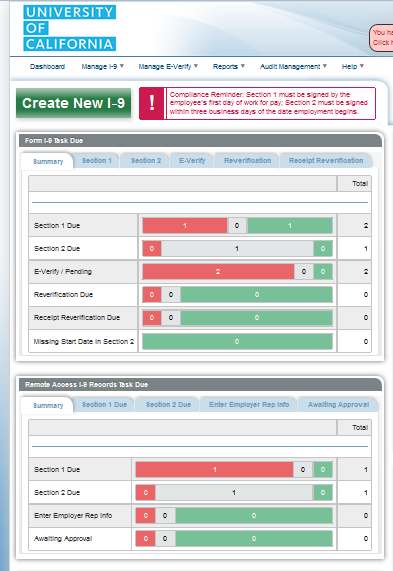 UNIVERSITY
OF
CALIFORNIA
You ha
Click h
Dashboard Manage I-9 Manage E-Verify Reports Audit Management Help
Create New I-9
! Compliance Reminder: Section 1 must be signed by the
employee's first day of work for pay; Section 2 must be signed
within three business days of the date employment begins.
Form I-9 Task Due
Summary Section 1 Section 2 E-Verify Reverification Receipt Reverification
Total
Section 1 Due 1 0 1 2
Section 2 Due 0 1 0 1
E-Verify / Pending 2 0 0 2
Reverification Due 0 0 0 0
Receipt Reverification Due 0 0 0 0
Missing Start Date In Section 2 0 0
Remote Access I-9 Records Task Due
Summary Section 1 Due Section 2 Due Enter Employer Rep Info Awaiting Approval
Total
Section 1 Due 1 0 0 1
Section 2 Due 0 1 0 1
Enter Employer Rep Info 0 0 0 0
Awaiting Approval 0 0 0 0